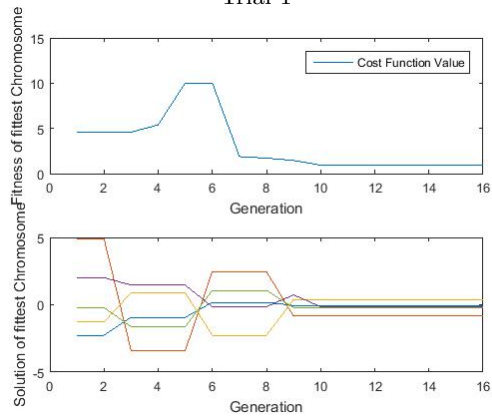 Trial 1
Fitness of fittest Chromosome
15
10
5
0
Cost Function Value
0 2 4 6 8 10 12 14 16
Generation
Solution of fittest Chromosome
5
0
-5
0 2 4 6 8 10 12 14 16
Generation